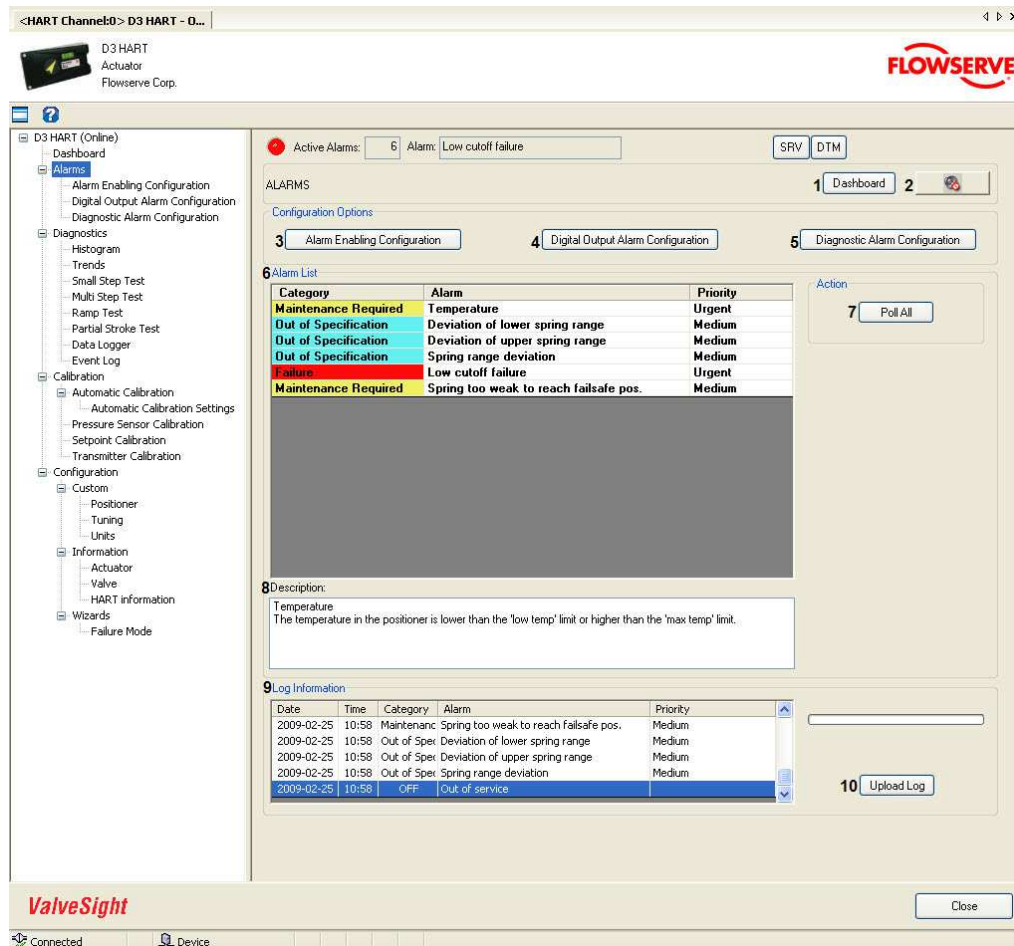 <HART Channel:0> D3 HART - O...
D3 HART
Actuator
Flowserve Corp.
FLOWSERVE
D3 HART (Online)
Dashboard
Alarms
Alarm Enabling Configuration
Digital Output Alarm Configuration
Diagnostic Alarm Configuration
Diagnostics
Histogram
Trends
Small Step Test
Multi Step Test
Ramp Test
Partial Stroke Test
Data Logger
Event Log
Calibration
Automatic Calibration
Automatic Calibration Settings
Pressure Sensor Calibration
Setpoint Calibration
Transmitter Calibration
Configuration
Custom
Positioner
Tuning
Units
Information
Actuator
Valve
HART information
Wizards
Failure Mode
Active Alarms: 6 Alarm: Low cutoff failure SRV DTM
ALARMS 1 Dashboard 2
Configuration Options
3 Alarm Enabling Configuration 4 Digital Output Alarm Configuration 5 Diagnostic Alarm Configuration
6 Alarm List
Category Alarm Priority
Maintenance Required Temperature Urgent
Out of Specification Deviation of lower spring range Medium
Out of Specification Deviation of upper spring range Medium
Out of Specification Spring range deviation Medium
Failure Low cutoff failure Urgent
Maintenance Required Spring too weak to reach failsafe pos. Medium
Action
7 Poll All
8 Description:
Temperature
The temperature in the positioner is lower than the 'low temp' limit or higher than the 'max temp' limit.
9 Log Information
Date Time Category Alarm Priority
2009-02-25 10:58 Maintenanc Spring too weak to reach failsafe pos. Medium
2009-02-25 10:58 Out of Spec Deviation of lower spring range Medium
2009-02-25 10:58 Out of Spec Deviation of upper spring range Medium
2009-02-25 10:58 Out of Spec Spring range deviation Medium
2009-02-25 10:58 OFF Out of service
10 Upload Log
ValveSight
Close
Connected Device